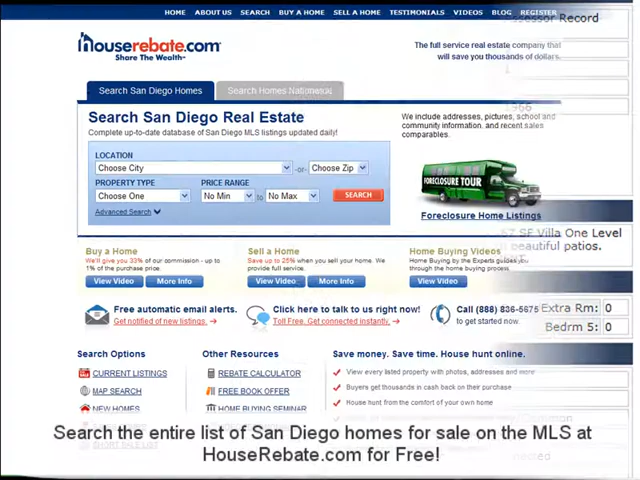 HOME ABOUT US SEARCH BUY A HOME SELL A HOME TESTIMONIALS VIDEOS BLOG REGISTER
Assessor Record
houserebate.com
Share The Wealth
The full service real estate company that
will save you thousands of dollars.
Search San Diego Homes
Search Homes Nationwide
1966
Search San Diego Real Estate
Complete up-to-date database of San Diego MLS listings updated daily!
We include addresses, pictures, school and
community information, and recent sales
comparables.
LOCATION
Choose City -or- Choose Zip
PROPERTY TYPE PRICE RANGE
Choose One No Min to No Max SEARCH
Advanced Search
FORECLOSURE TOUR
Foreclosure Home Listings
SF Villa One Level
beautiful patios.
Buy a Home
We'll give you 33% of our commission - up to
1% of the purchase price.
View Video More Info
Sell a Home
Save up to 25% when you sell your home. We
provide full service.
View Video More Info
Home Buying Videos
Home Buying by the Experts guides you
through the home buying process.
View Video
Free automatic email alerts.
Get notified of new listings.
Click here to talk to us right now!
Toll Free. Get connected instantly.
Call (888) 836-5675
to get started now.
Extra Rm: 0
Bedrm 5: 0
Search Options
CURRENT LISTINGS
MAP SEARCH
NEW HOMES
SHORT SALE LIST
Other Resources
REBATE CALCULATOR
FREE BOOK OFFER
HOME BUYING SEMINAR
Save money. Save time. House hunt online.
View every listed property with photos, addresses and more
Buyers get thousands in cash back on their purchase
House hunt from the comfort of your own home
Common
Search the entire list of San Diego homes for sale on the MLS at
HouseRebate.com for Free!